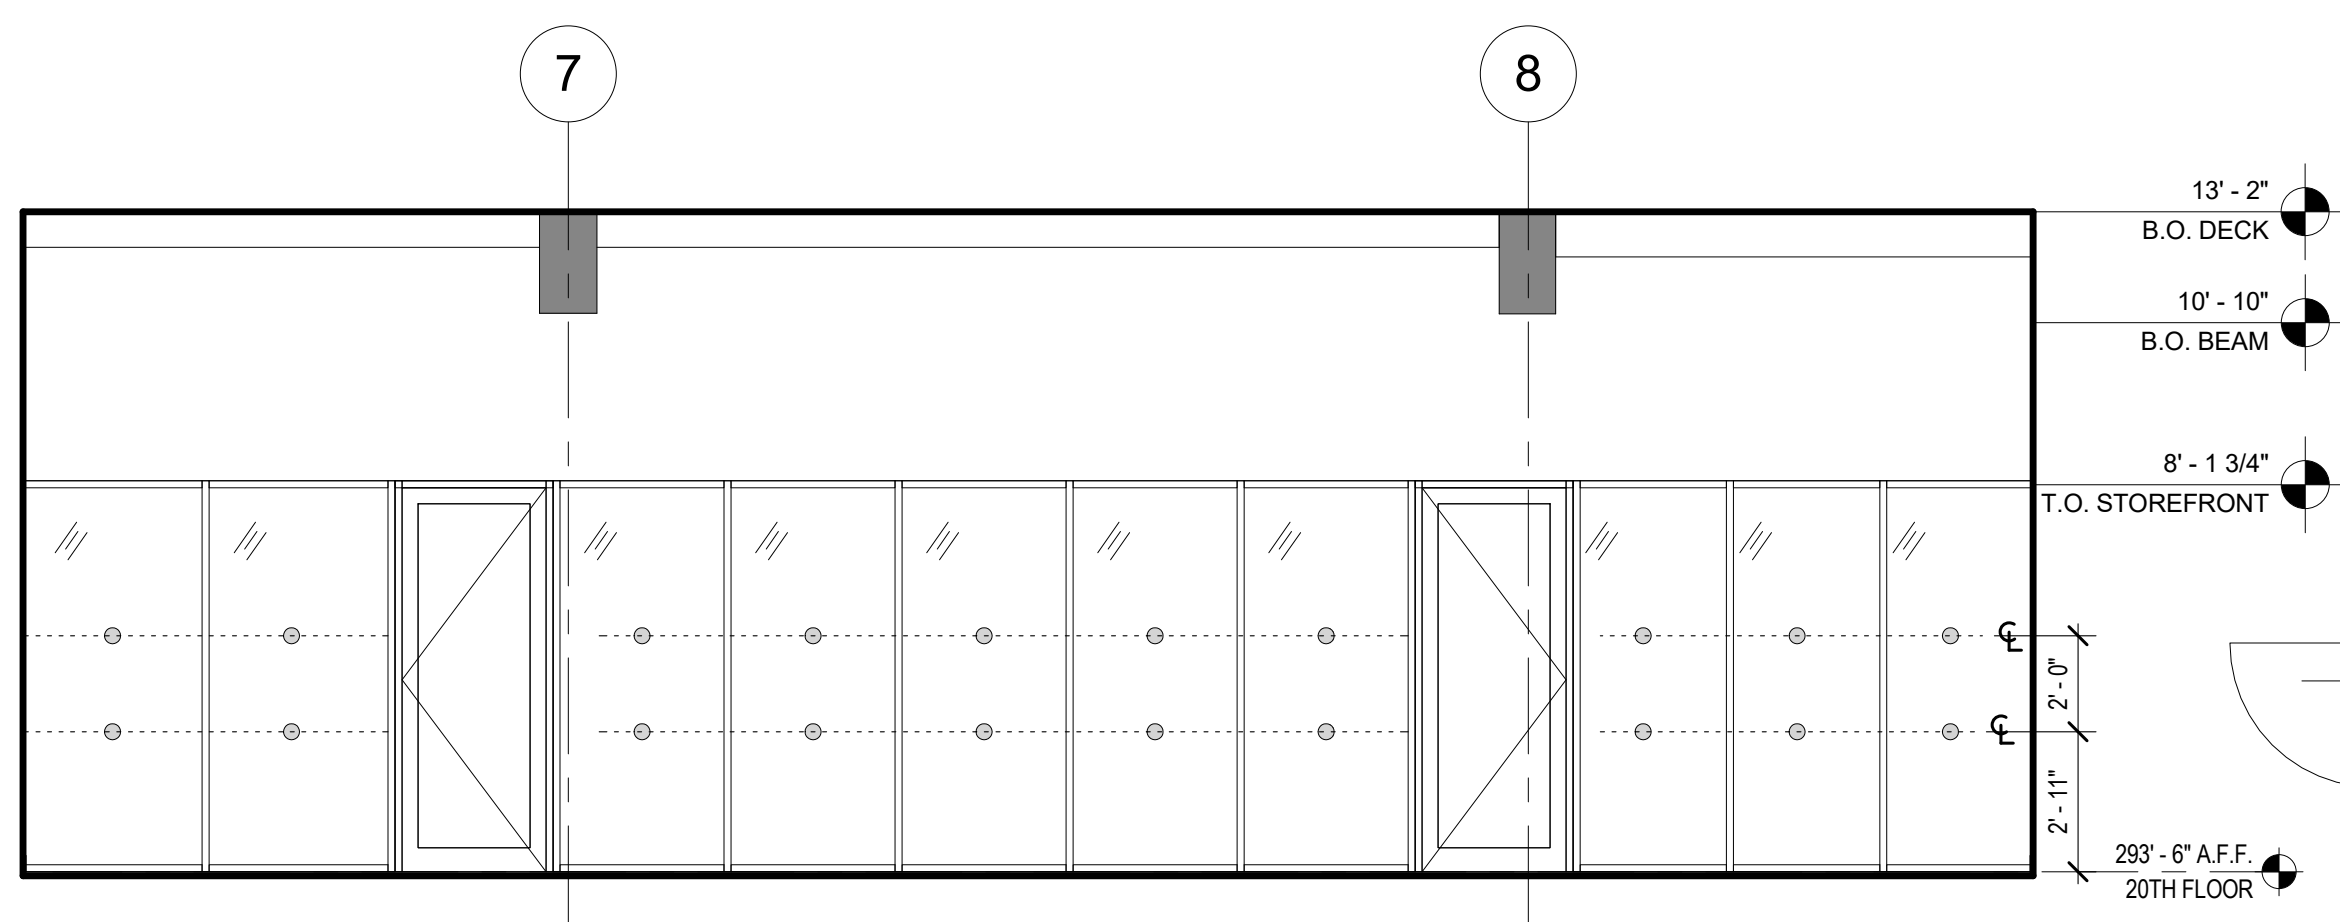 7
8
13' - 2"
B.O. DECK
10' - 10"
B.O. BEAM
8' - 1 3/4"
T.O. STOREFRONT
℄
2' - 0"
℄
2' - 11"
293' - 6" A.F.F.
20TH FLOOR